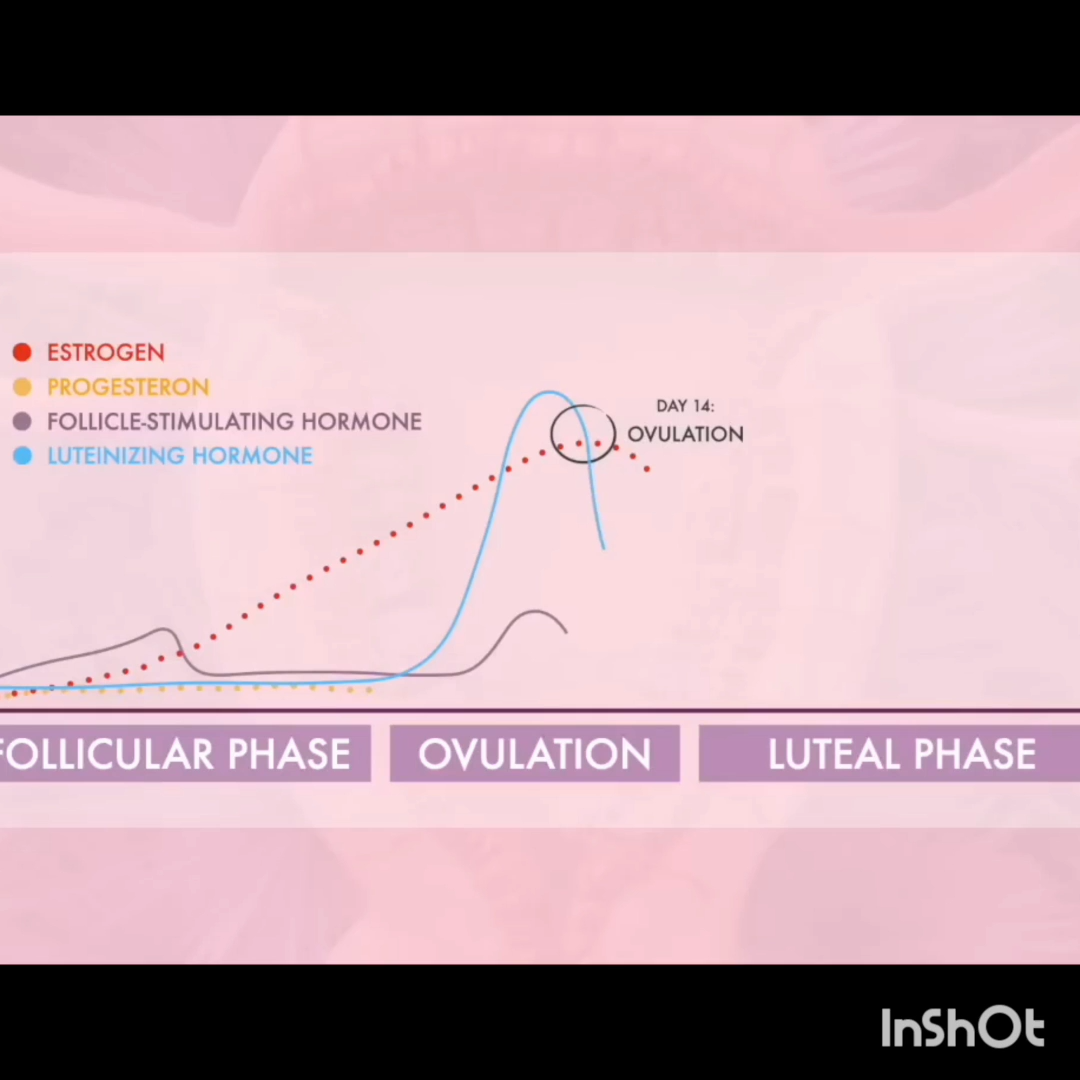 ESTROGEN
PROGESTERON
FOLLICLE-STIMULATING HORMONE
LUTEINIZING HORMONE
DAY 14:
OVULATION
FOLLICULAR PHASE
OVULATION
LUTEAL PHASE
InShOt